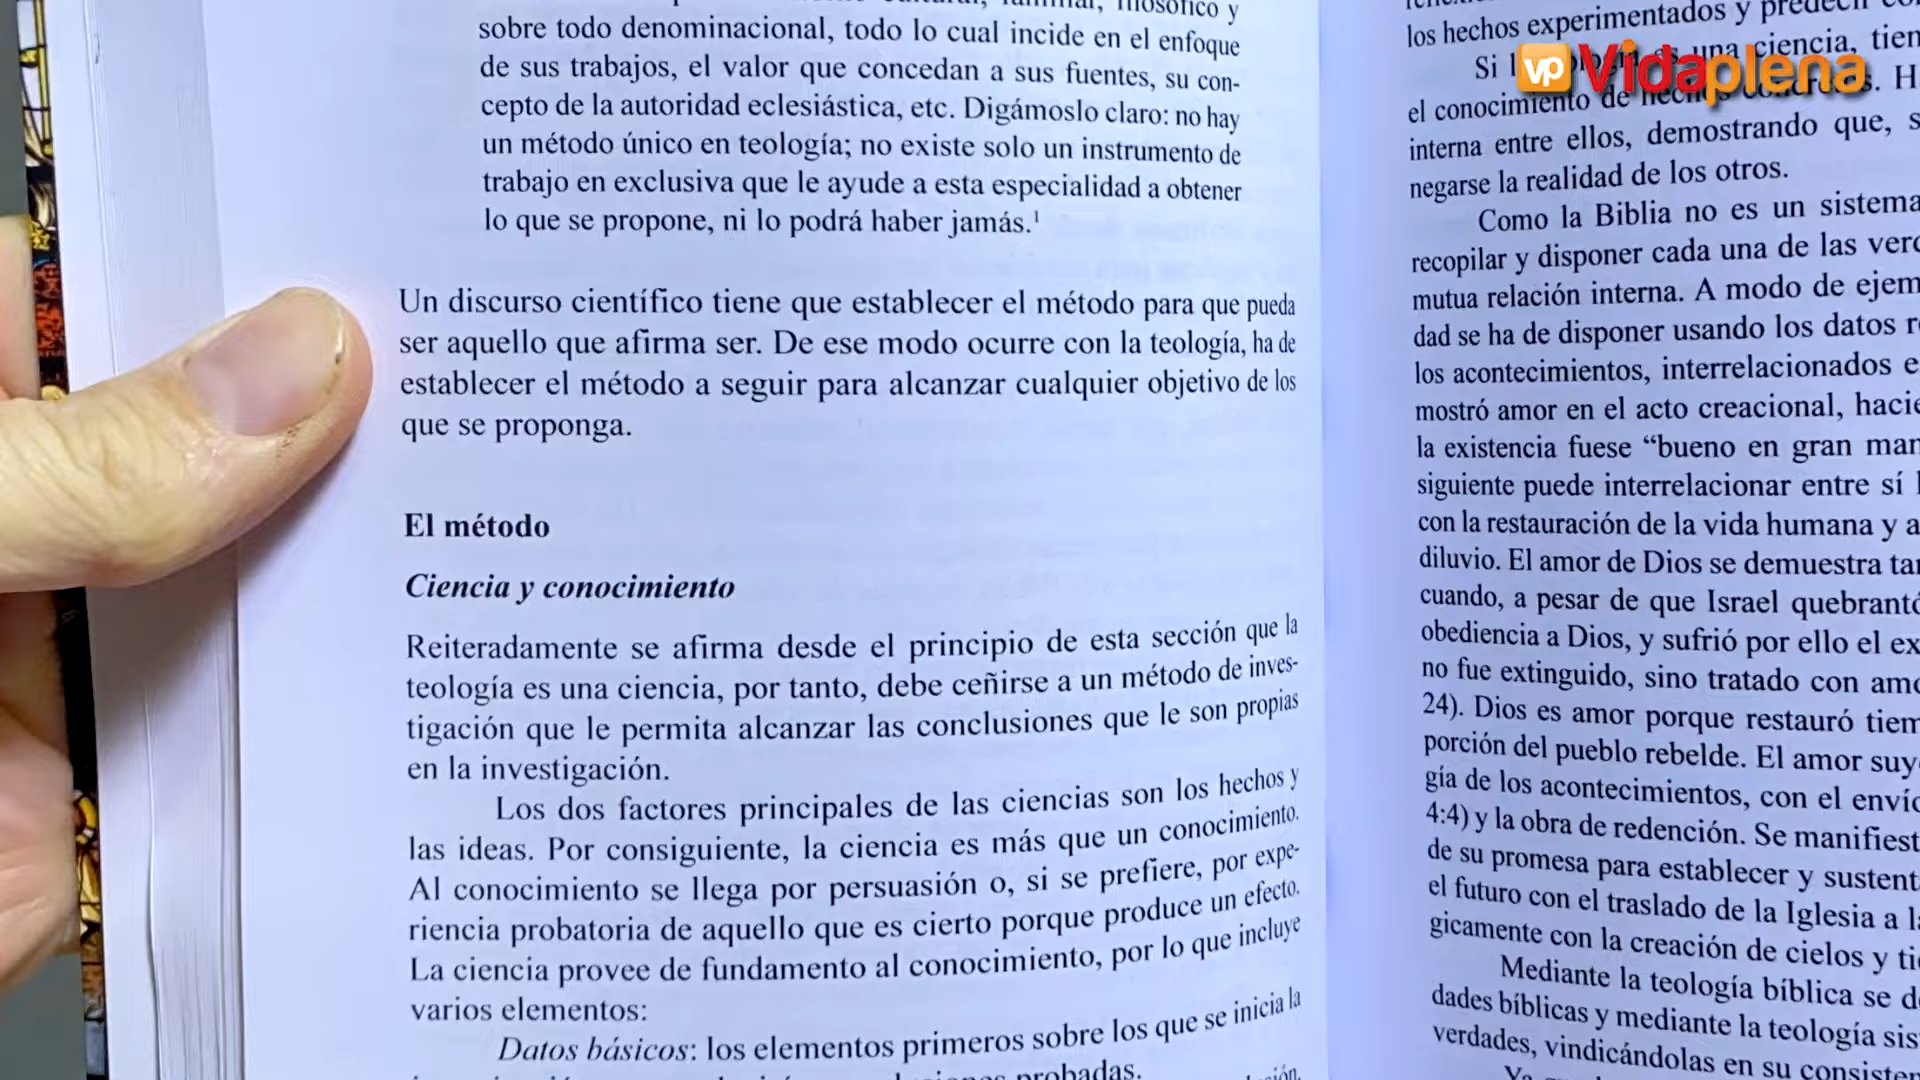 filosófico y
sobre todo denominacional, todo lo cual incide en el enfoque
de sus trabajos, el valor que concedan a sus fuentes, su con-
cepto de la autoridad eclesiástica, etc. Digámoslo claro: no hay
un método único en teología; no existe solo un instrumento de
trabajo en exclusiva que le ayude a esta especialidad a obtener
lo que se propone, ni lo podrá haber jamás.¹
Un discurso científico tiene que establecer el método para que pueda
ser aquello que afirma ser. De ese modo ocurre con la teología, ha de
establecer el método a seguir para alcanzar cualquier objetivo de los
que se proponga.
El método
Ciencia y conocimiento
Reiteradamente se afirma desde el principio de esta sección que la
teología es una ciencia, por tanto, debe ceñirse a un método de inves-
tigación que le permita alcanzar las conclusiones que le son propias
en la investigación.
Los dos factores principales de las ciencias son los hechos y
las ideas. Por consiguiente, la ciencia es más que un conocimiento.
Al conocimiento se llega por persuasión o, si se prefiere, por expe-
riencia probatoria de aquello que es cierto porque produce un efecto.
La ciencia provee de fundamento al conocimiento, por lo que incluye
varios elementos:
Datos básicos: los elementos primeros sobre los que se inicia la
probadas.
los hechos experimentados y predecir
Si una ciencia,
el conocimiento de
interna entre ellos, demostrando que,
negarse la realidad de los otros.
Como la Biblia no es un sistema
recopilar y disponer cada una de las
mutua relación interna. A modo de
dad se ha de disponer usando los datos
los acontecimientos, interrelacionados
mostró amor en el acto creacional,
la existencia fuese “bueno en gran
siguiente puede interrelacionar entre sí
con la restauración de la vida humana y
diluvio. El amor de Dios se demuestra
cuando, a pesar de que Israel
obediencia a Dios, y sufrió por ello el
no fue extinguido, sino tratado con
24). Dios es amor porque restauró
porción del pueblo rebelde. El amor
gía de los acontecimientos, con el
4:4) y la obra de redención. Se
de su promesa para establecer y
el futuro con el traslado de la Iglesia a
gicamente con la creación de cielos y
Mediante la teología bíblica se
dades bíblicas y mediante la teología
verdades, vindicándolas en su
vp Vidaplena